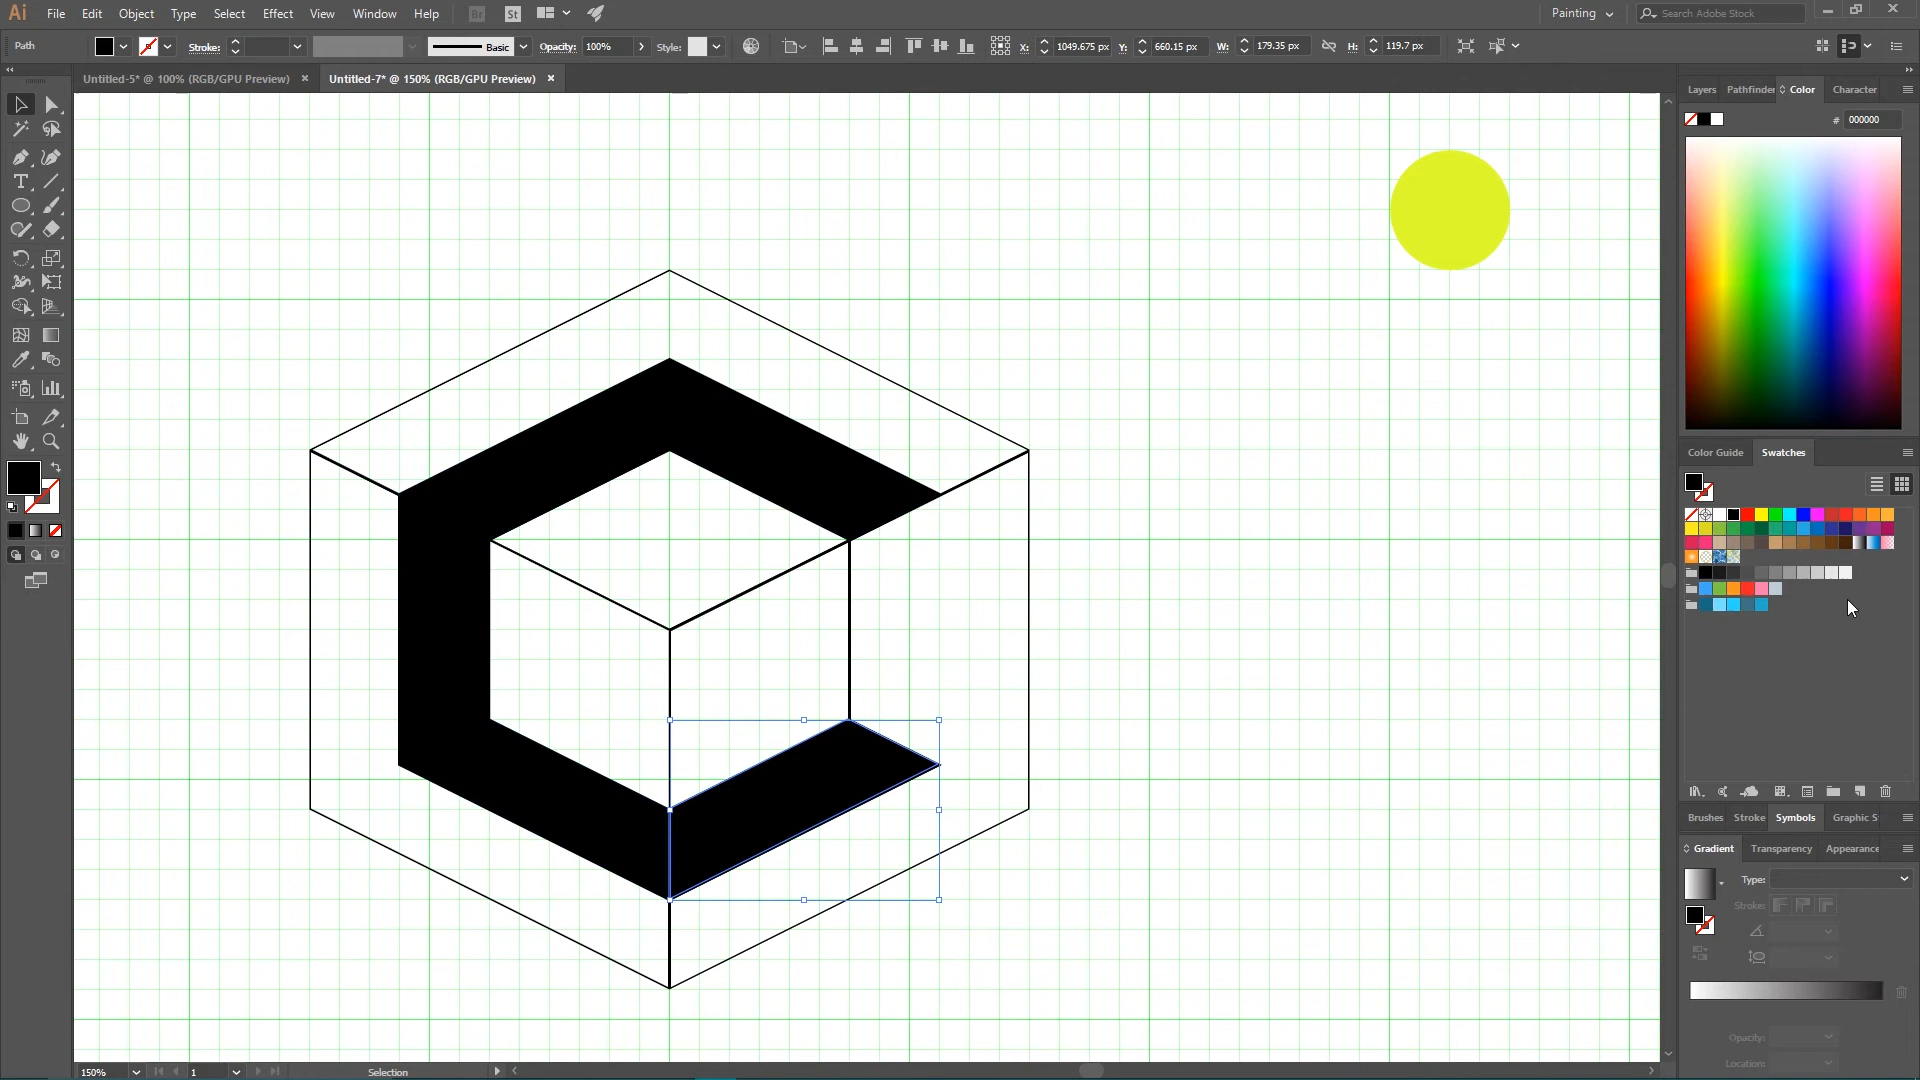 Ai File Edit Object Type Select Effect View Window Help Br St Painting Search Adobe Stock
Path Stroke: Basic Opacity: 100% Style: X: 1049.675 px Y: 660.15 px W: 179.35 px H: 119.7 px
Untitled-5* @ 100% (RGB/GPU Preview) × Untitled-7* @ 150% (RGB/GPU Preview) ×
Layers Pathfinder Color Character
# 000000
Color Guide Swatches
Brushes Stroke Symbols Graphic S
Gradient Transparency Appearance
Type:
Stroke:
Opacity:
Location:
150% 1 Selection